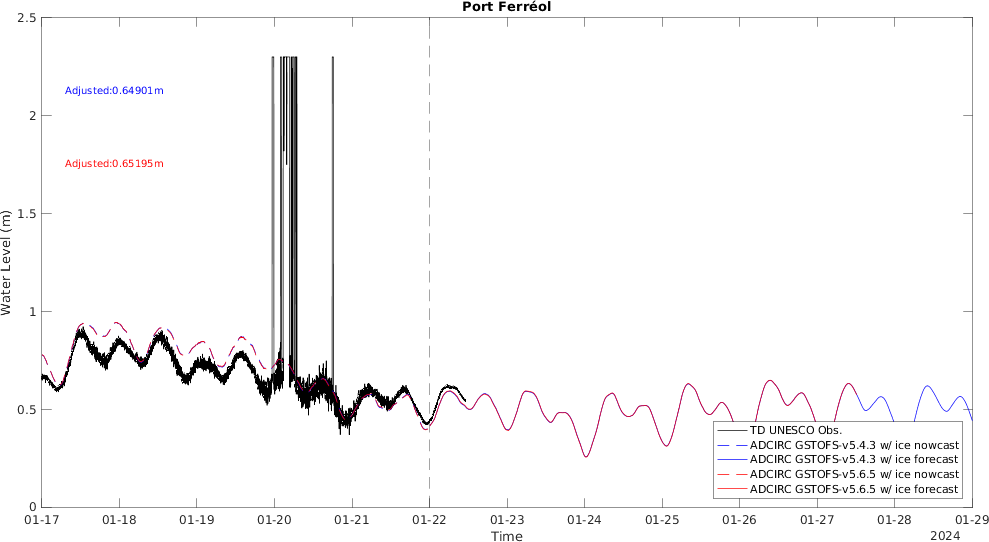 Port Ferréol
2.5
2
1.5
1
0.5
0
Water Level (m)
Adjusted:0.64901m
Adjusted:0.65195m
TD UNESCO Obs.
ADCIRC GSTOFS-v5.4.3 w/ ice nowcast
ADCIRC GSTOFS-v5.4.3 w/ ice forecast
ADCIRC GSTOFS-v5.6.5 w/ ice nowcast
ADCIRC GSTOFS-v5.6.5 w/ ice forecast
01-17 01-18 01-19 01-20 01-21 01-22 01-23 01-24 01-25 01-26 01-27 01-28 01-29
Time
2024